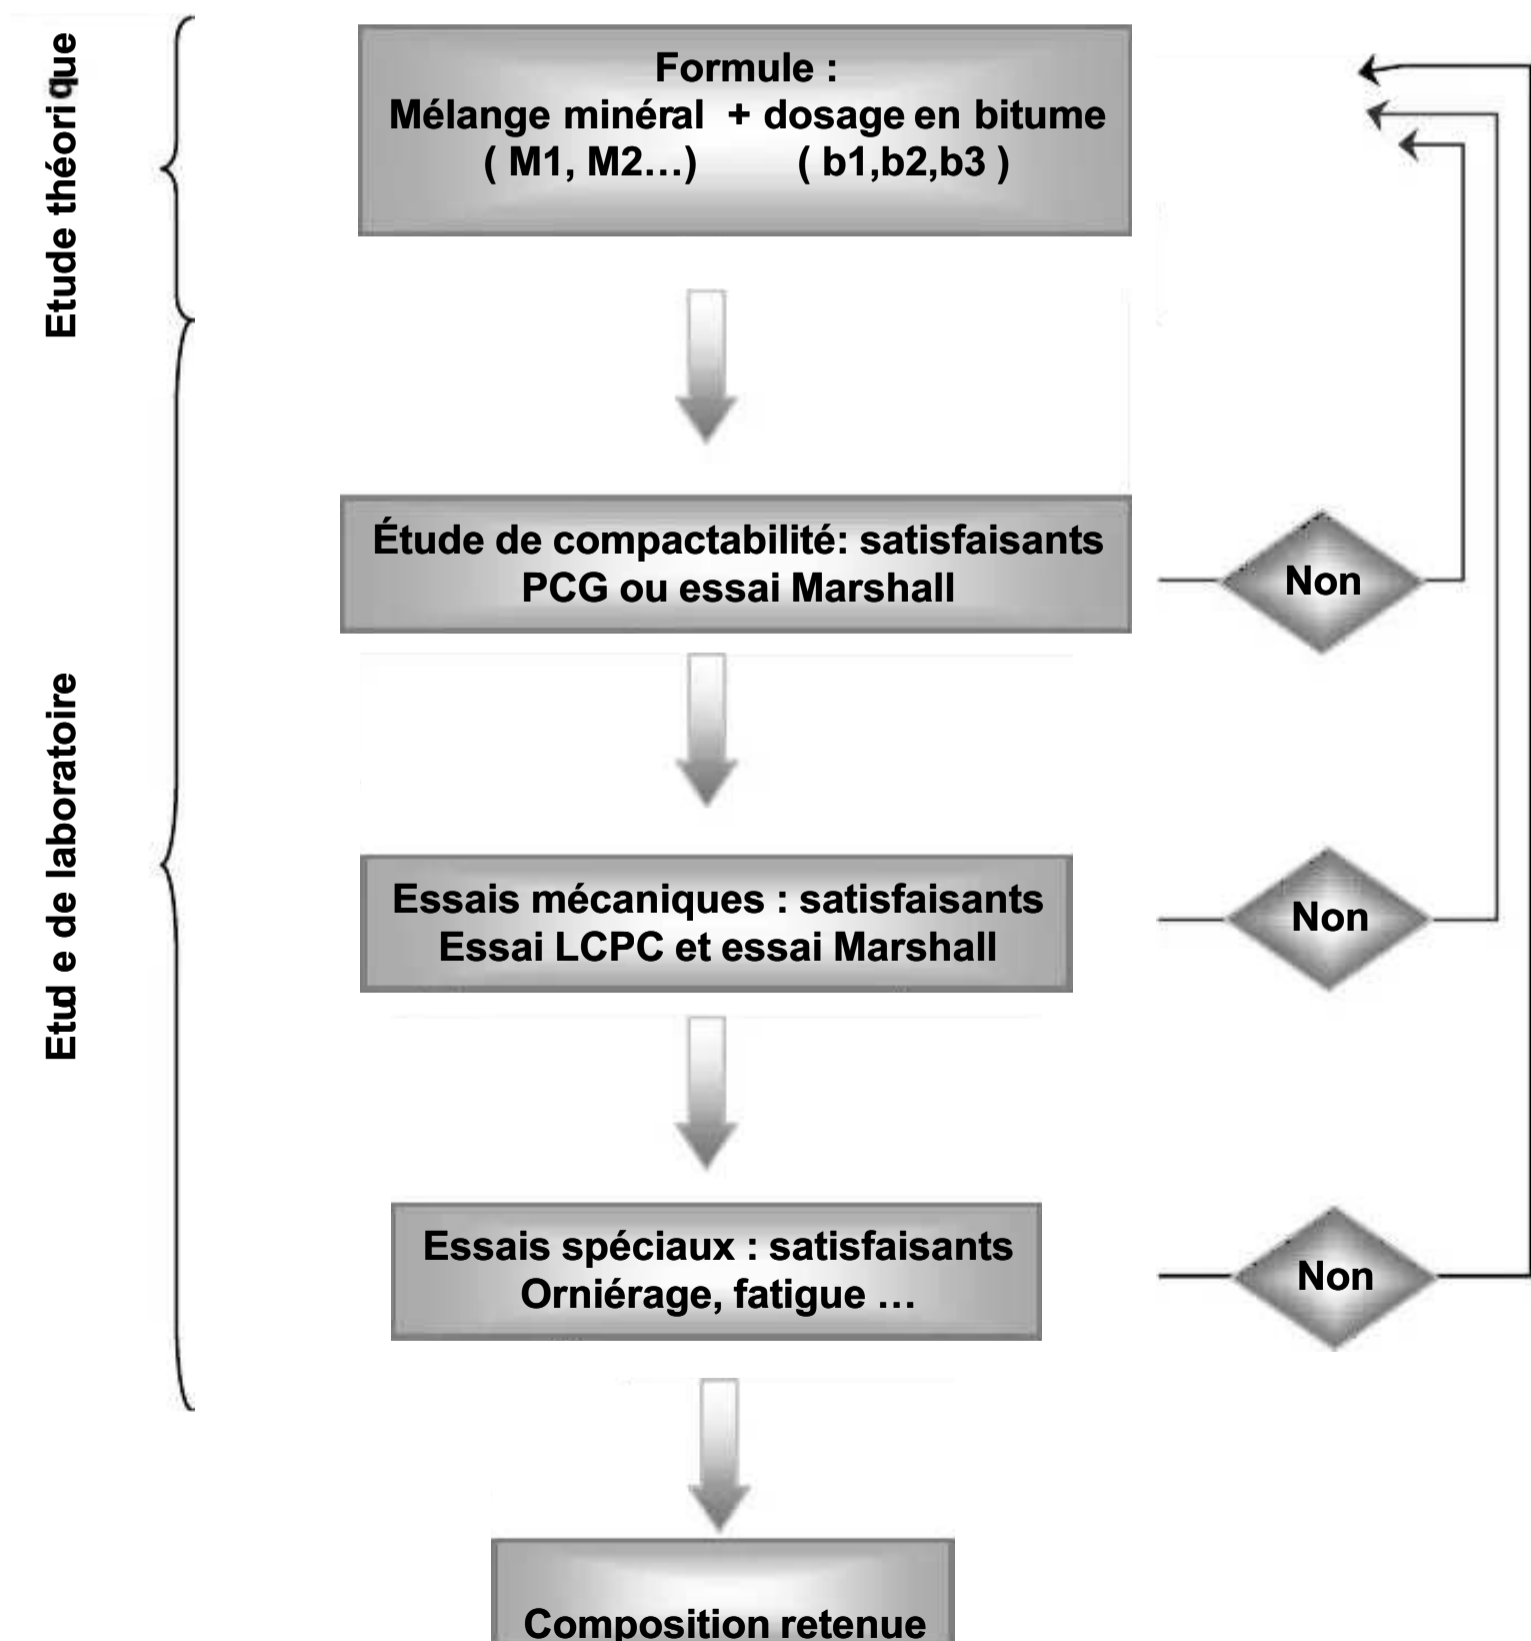 Etude théorique
Formule :
Mélange minéral + dosage en bitume
( M1, M2...) ( b1,b2,b3 )
Étude de compactabilité: satisfaisants
PCG ou essai Marshall
Non
Etud e de laboratoire
Essais mécaniques : satisfaisants
Essai LCPC et essai Marshall
Non
Essais spéciaux : satisfaisants
Orniérage, fatigue ...
Non
Composition retenue